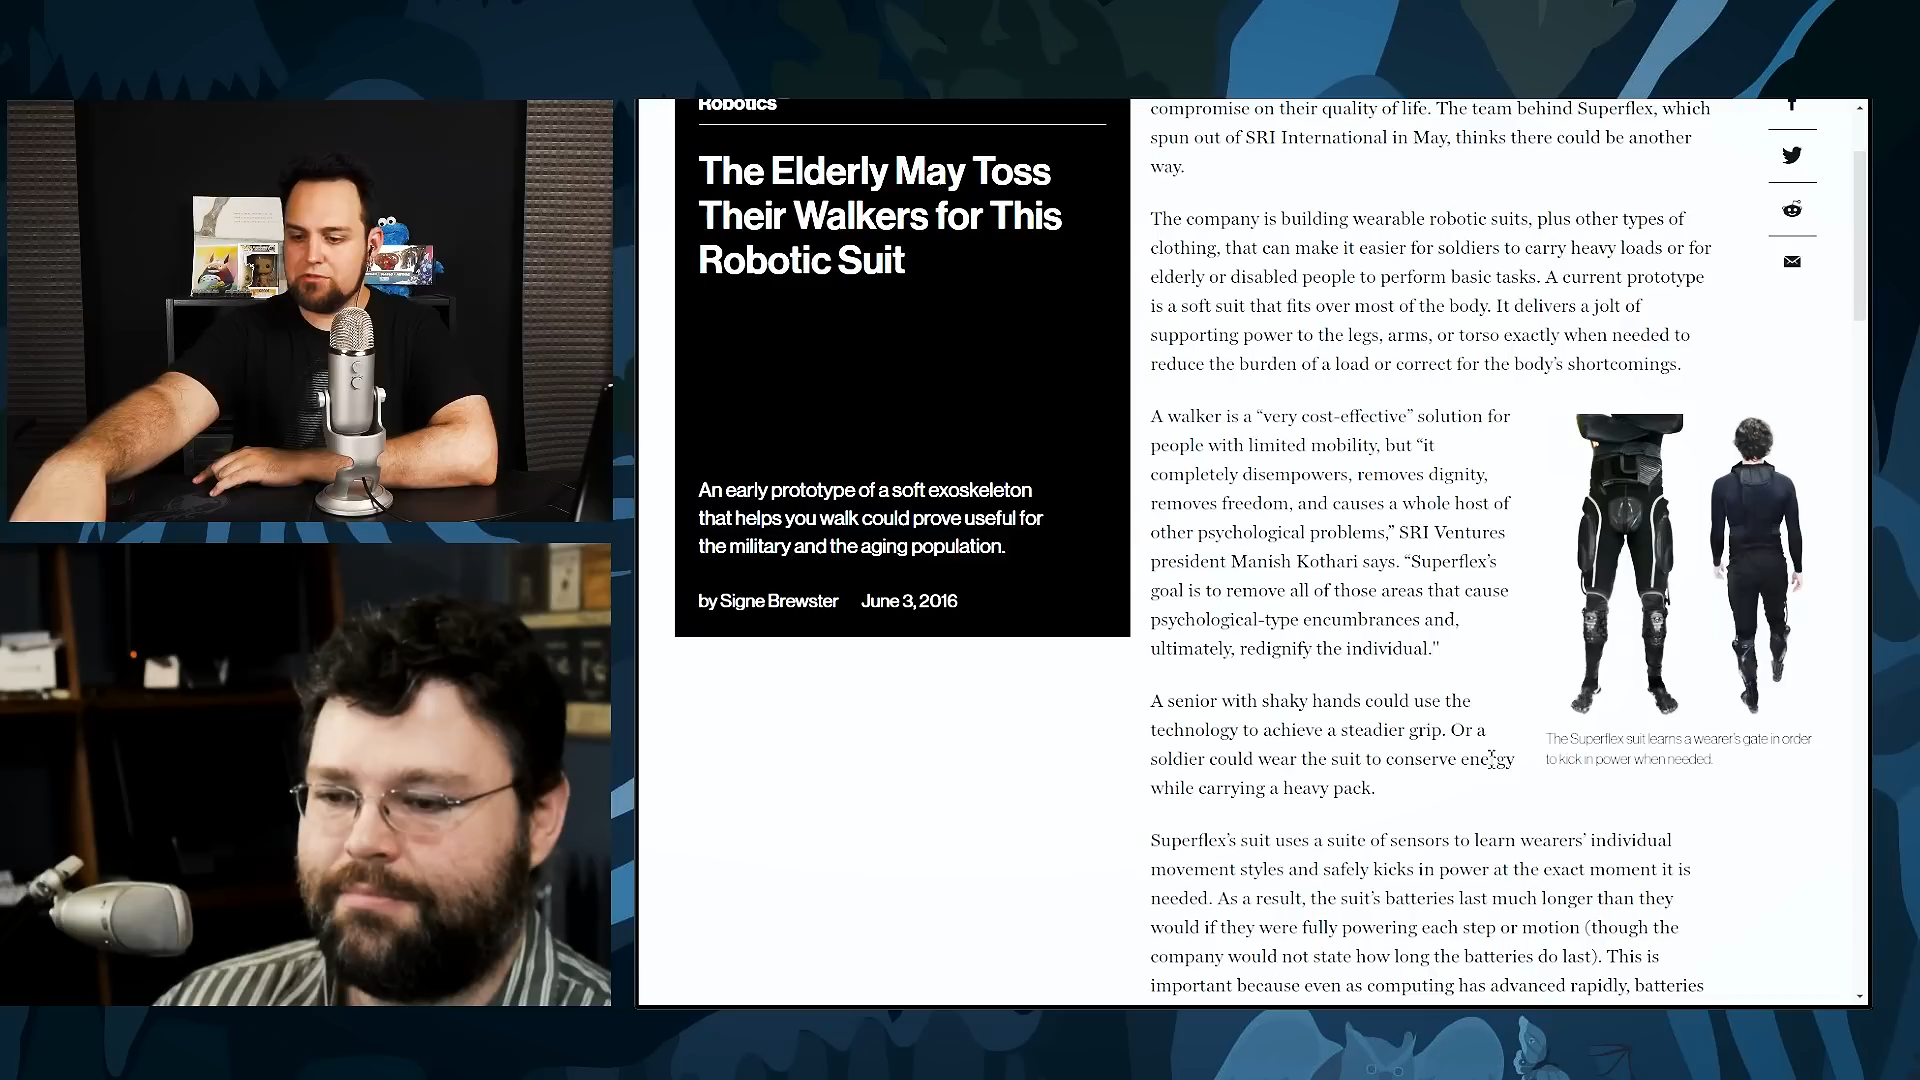 Robotics
The Elderly May Toss
Their Walkers for This
Robotic Suit
An early prototype of a soft exoskeleton
that helps you walk could prove useful for
the military and the aging population.
by Signe Brewster June 3, 2016
compromise on their quality of life. The team behind Superflex, which
spun out of SRI International in May, thinks there could be another
way.
The company is building wearable robotic suits, plus other types of
clothing, that can make it easier for soldiers to carry heavy loads or for
elderly or disabled people to perform basic tasks. A current prototype
is a soft suit that fits over most of the body. It delivers a jolt of
supporting power to the legs, arms, or torso exactly when needed to
reduce the burden of a load or correct for the body’s shortcomings.
A walker is a “very cost-effective” solution for
people with limited mobility, but “it
completely disempowers, removes dignity,
removes freedom, and causes a whole host of
other psychological problems,” SRI Ventures
president Manish Kothari says. “Superflex’s
goal is to remove all of those areas that cause
psychological-type encumbrances and,
ultimately, redignify the individual."
The Superflex suit learns a wearer's gate in order
to kick in power when needed.
A senior with shaky hands could use the
technology to achieve a steadier grip. Or a
soldier could wear the suit to conserve energy
while carrying a heavy pack.
Superflex’s suit uses a suite of sensors to learn wearers’ individual
movement styles and safely kicks in power at the exact moment it is
needed. As a result, the suit’s batteries last much longer than they
would if they were fully powering each step or motion (though the
company would not state how long the batteries do last). This is
important because even as computing has advanced rapidly, batteries